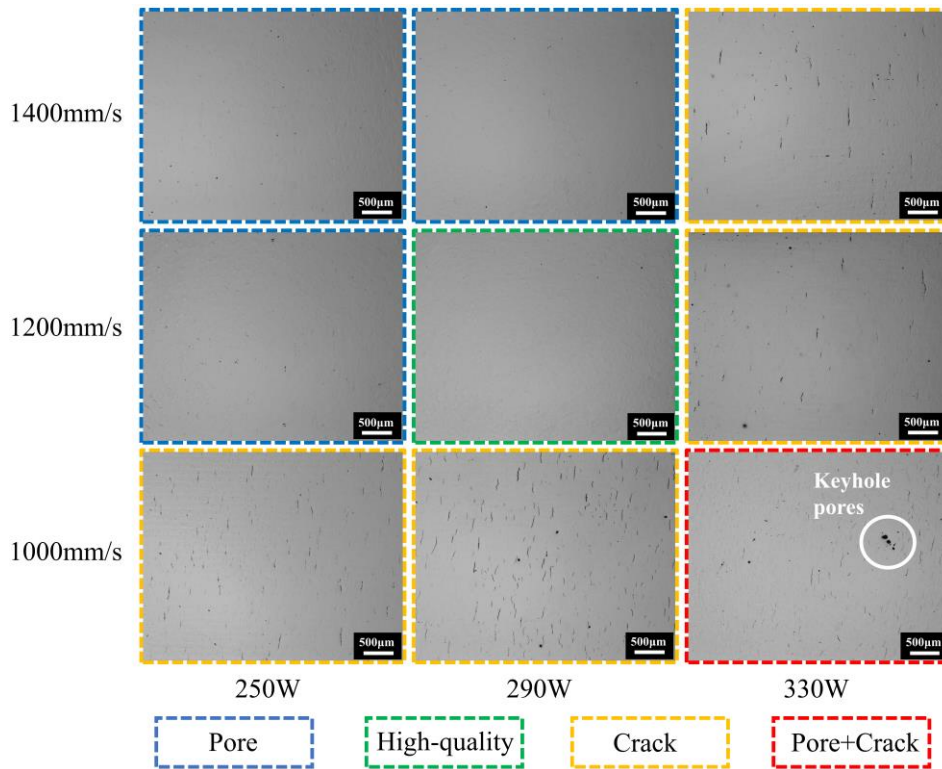 1400mm/s
500μm
500μm
500μm
1200mm/s
500μm
500μm
500μm
Keyhole
pores
1000mm/s
500μm
500μm
500μm
250W
290W
330W
Pore
High-quality
Crack
Pore+Crack